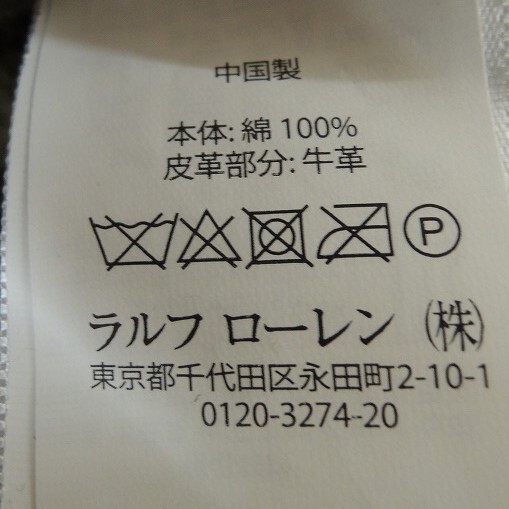 中国製
本体: 綿 100%
皮革部分: 牛革
P
ラルフ ローレン (株)
東京都千代田区永田町2-10-1
0120-3274-20